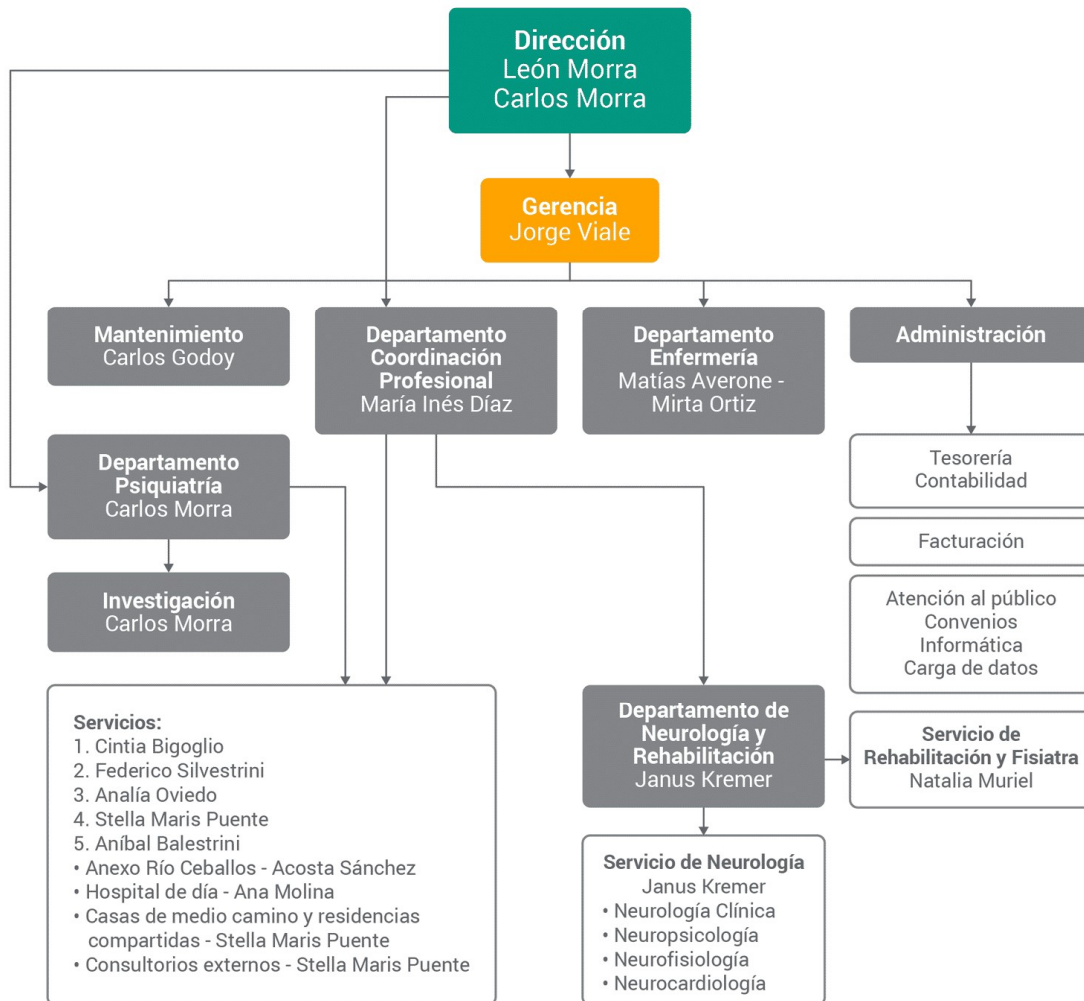 Dirección
León Morra
Carlos Morra
Gerencia
Jorge Viale
Mantenimiento
Carlos Godoy
Departamento
Coordinación
Profesional
María Inés Díaz
Departamento
Enfermería
Matías Averone -
Mirta Ortiz
Administración
Tesorería
Contabilidad
Facturación
Atención al público
Convenios
Informática
Carga de datos
Departamento
Psiquiatría
Carlos Morra
Investigación
Carlos Morra
Servicios:
1. Cintia Bigoglio
2. Federico Silvestrini
3. Analía Oviedo
4. Stella Maris Puente
5. Aníbal Balestrini
• Anexo Río Ceballos - Acosta Sánchez
• Hospital de día - Ana Molina
• Casas de medio camino y residencias
compartidas - Stella Maris Puente
• Consultorios externos - Stella Maris Puente
Departamento de
Neurología y
Rehabilitación
Janus Kremer
Servicio de
Rehabilitación y Fisiatra
Natalia Muriel
Servicio de Neurología
Janus Kremer
• Neurología Clínica
• Neuropsicología
• Neurofisiología
• Neurocardiología